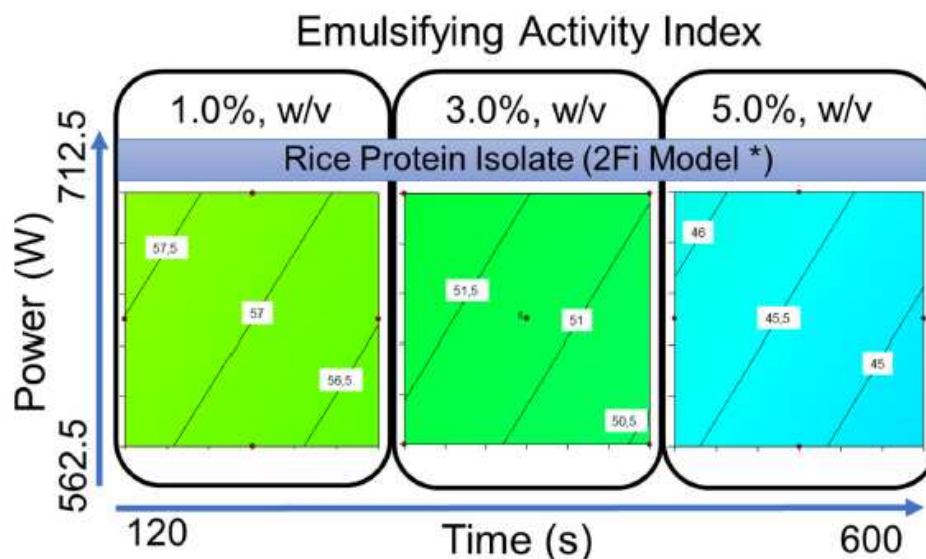 Emulsifying Activity Index
1.0%, w/v
3.0%, w/v
5.0%, w/v
Rice Protein Isolate (2Fi Model *)
712.5
Power (W)
562.5
57,5
57
56,5
51,5
6
51
50,5
46
45,5
45
120
Time (s)
600